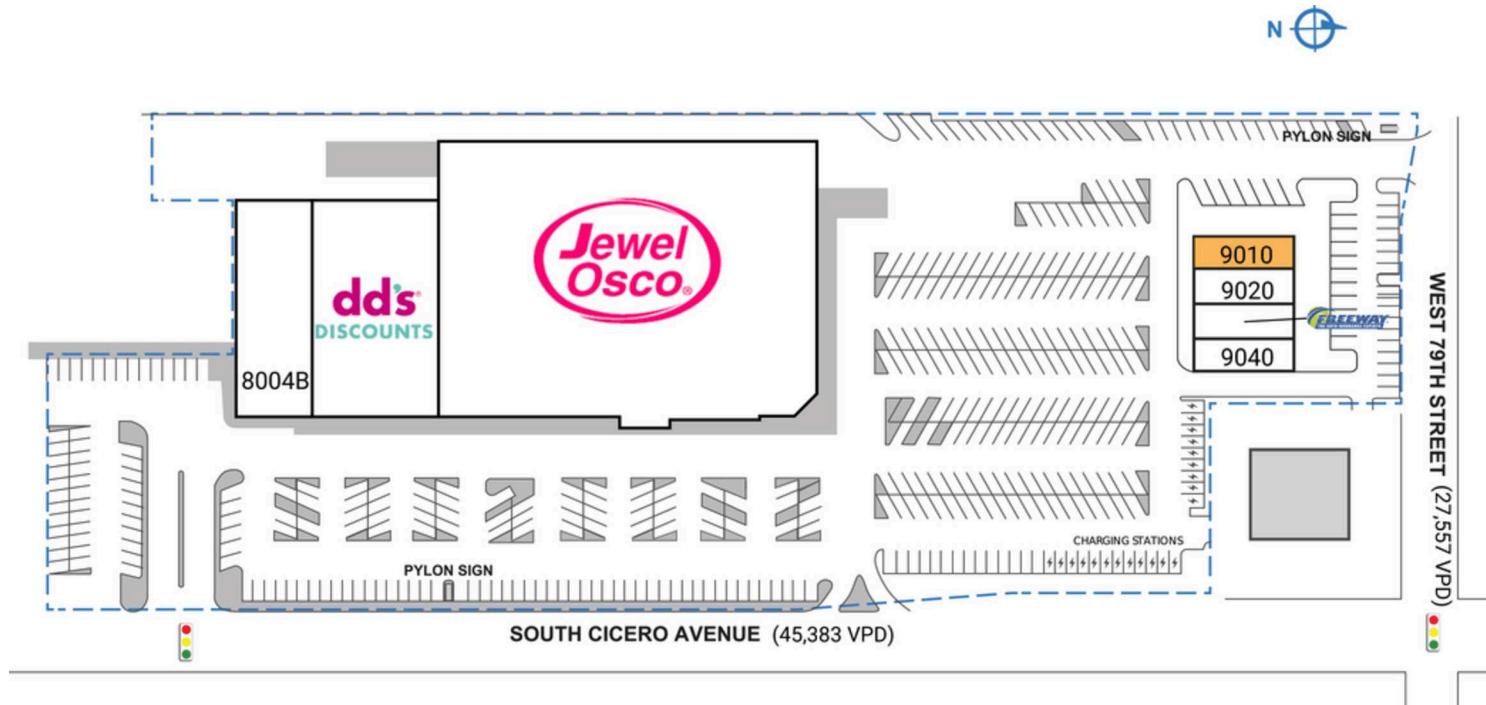 N
PYLON SIGN
Jewel
Osco®
9010
dd's
DISCOUNTS
9020
FREEWAY
8004B
9040
WEST 79TH STREET (27,557 VPD)
CHARGING STATIONS
PYLON SIGN
SOUTH CICERO AVENUE (45,383 VPD)